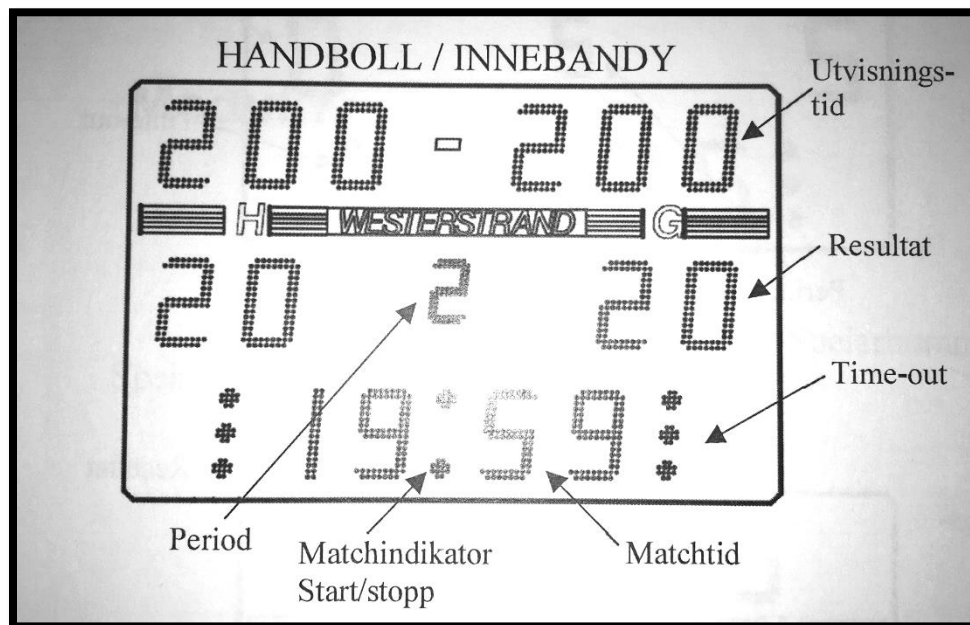 HANDBOLL / INNEBANDY
Utvisnings-
tid
200 - 200
H WESTERSTRAND G
Resultat
20 2 20
Time-out
19:59
Period
Matchindikator
Start/stopp
Matchtid